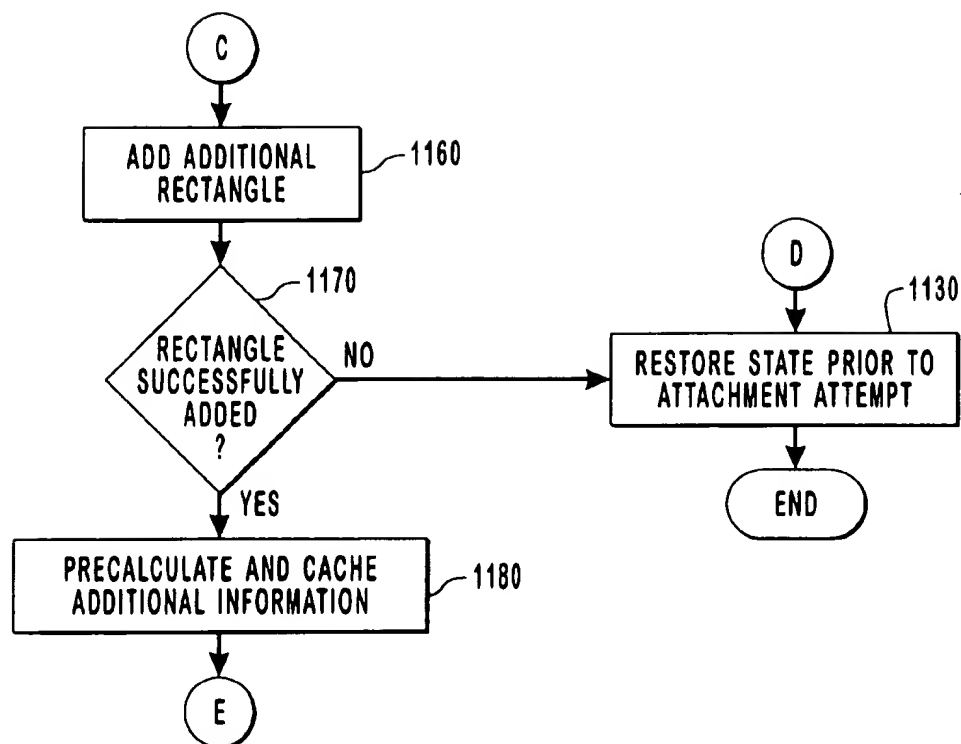 C
ADD ADDITIONAL
RECTANGLE
1160
1170
RECTANGLE
SUCCESSFULLY
ADDED
?
NO
YES
D
1130
RESTORE STATE PRIOR TO
ATTACHMENT ATTEMPT
END
PRECALCULATE AND CACHE
ADDITIONAL INFORMATION
1180
E